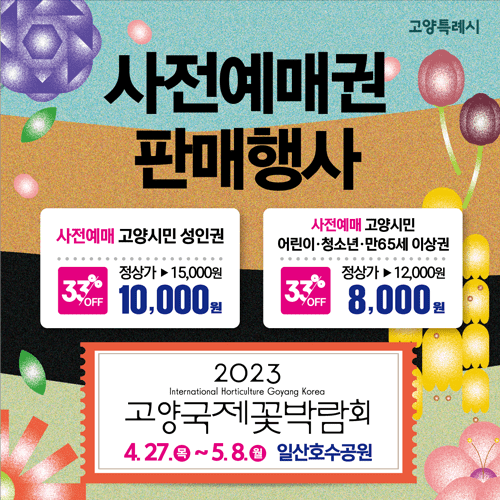 고양특례시
사전예매권
판매행사
사전예매 고양시민 성인권
33% OFF
정상가 ▶ 15,000원
10,000원
사전예매 고양시민
어린이·청소년·만65세 이상권
33% OFF
정상가 ▶ 12,000원
8,000원
2023
International Horticulture Goyang Korea
고양국제꽃박람회
4. 27.목 ~ 5. 8.월 일산호수공원